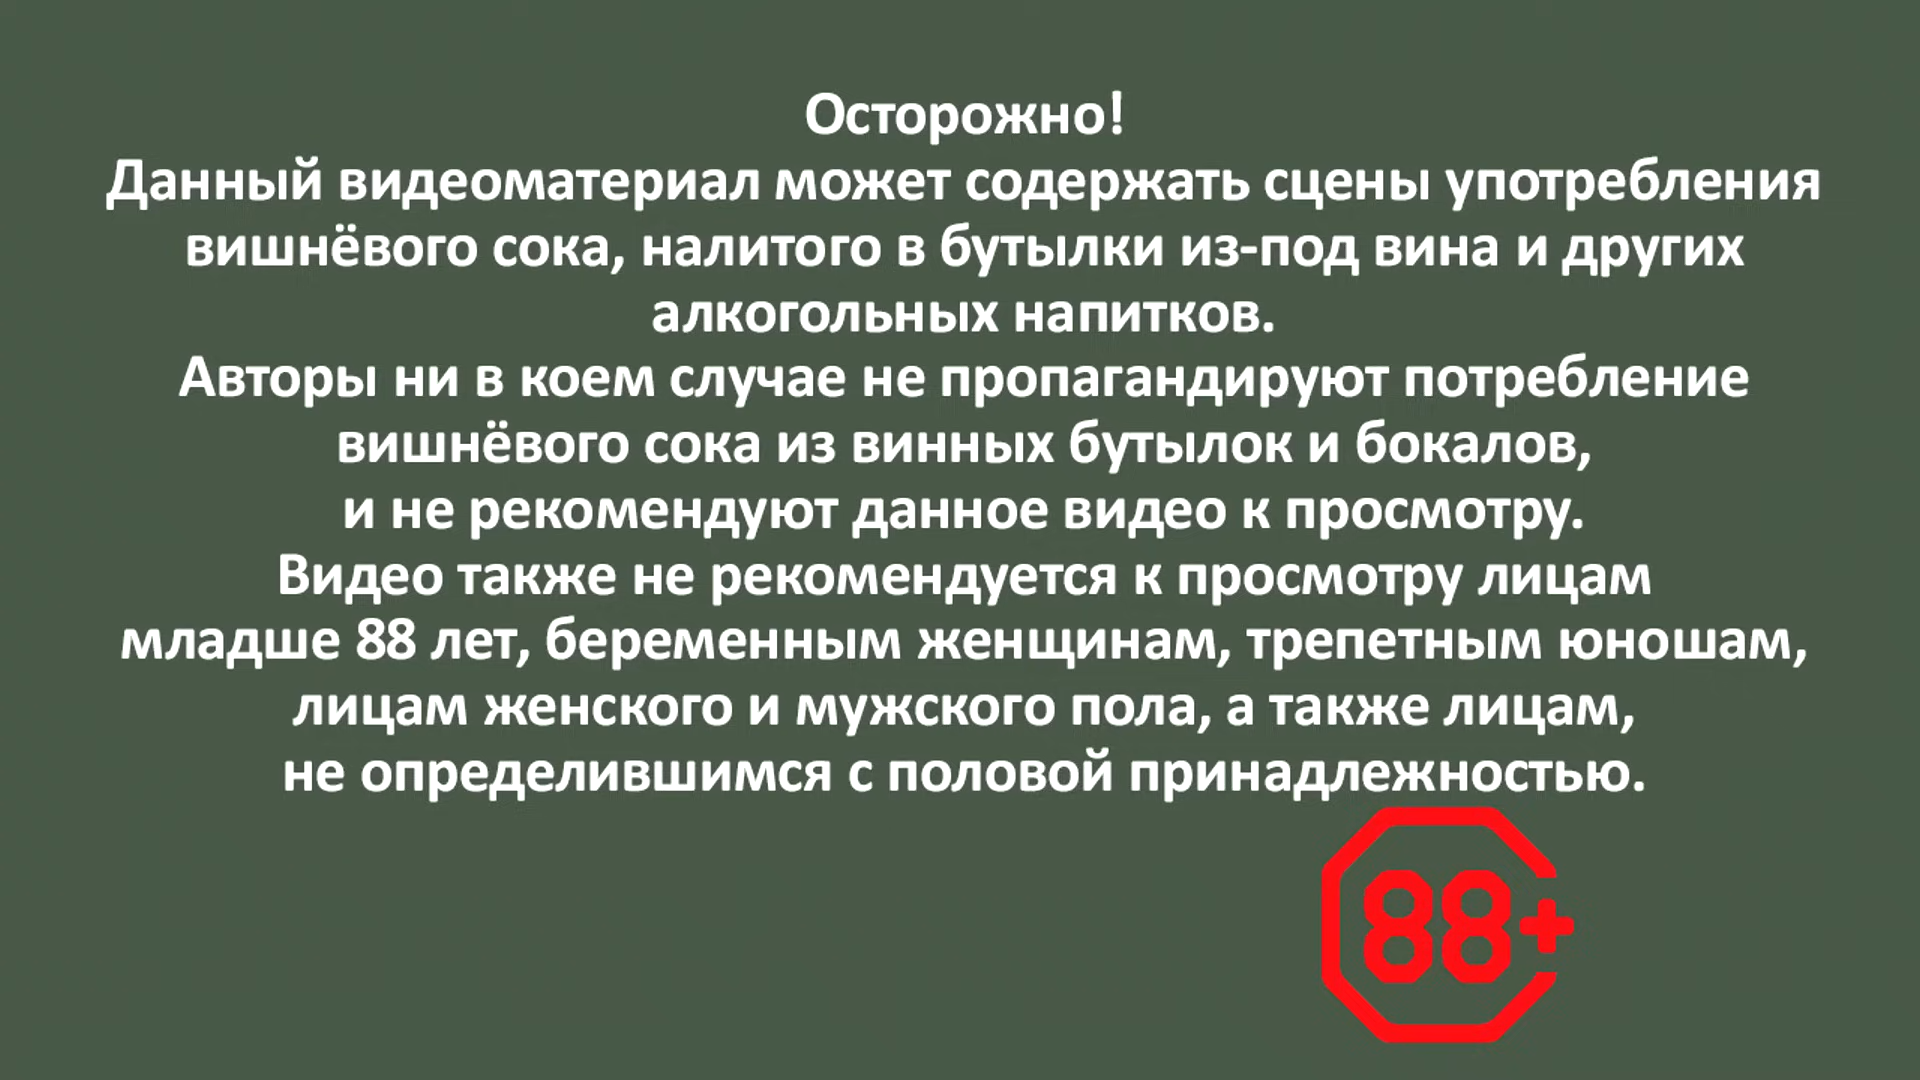 Осторожно!
Данный видеоматериал может содержать сцены употребления
вишнёвого сока, налитого в бутылки из-под вина и других
алкогольных напитков.
Авторы ни в коем случае не пропагандируют потребление
вишнёвого сока из винных бутылок и бокалов,
и не рекомендуют данное видео к просмотру.
Видео также не рекомендуется к просмотру лицам
младше 88 лет, беременным женщинам, трепетным юношам,
лицам женского и мужского пола, а также лицам,
не определившимся с половой принадлежностью.
88+